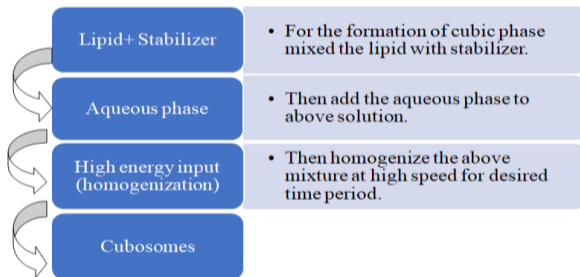 Lipid+ Stabilizer
• For the formation of cubic phase
mixed the lipid with stabilizer.
Aqueous phase
• Then add the aqueous phase to
above solution.
High energy input
(homogenization)
• Then homogenize the above
mixture at high speed for desired
time period.
Cubosomes